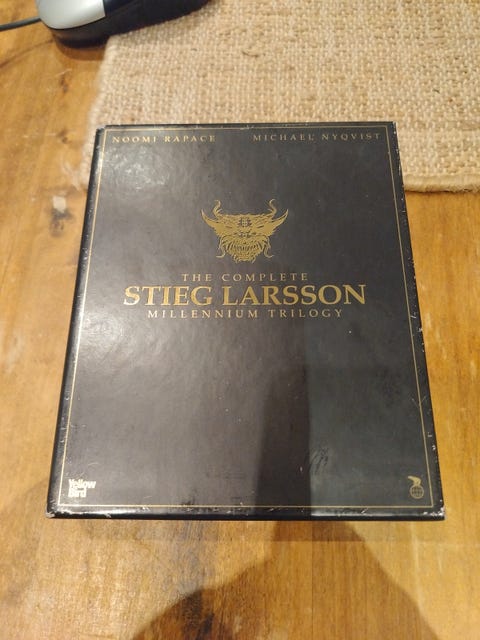 NOOMI RAPACE MICHAEL NYQVIST
THE COMPLETE
STIEG LARSSON
MILLENNIUM TRILOGY
Yellow
Bird